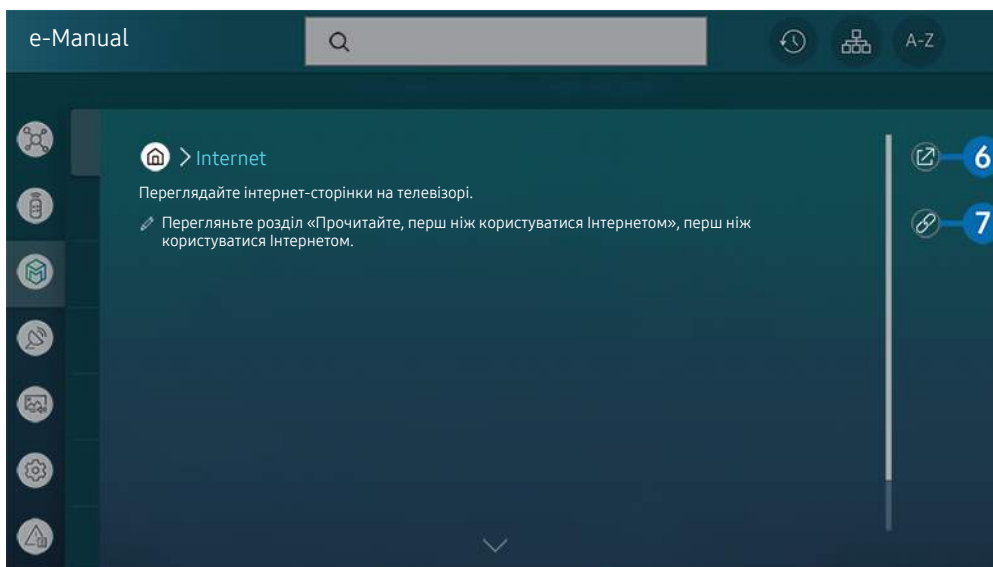 e-Manual
A-Z
Internet
6
Переглядайте інтернет-сторінки на телевізорі.
Перегляньте розділ «Прочитайте, перш ніж користуватися Інтернетом», перш ніж
7
користуватися Інтернетом.